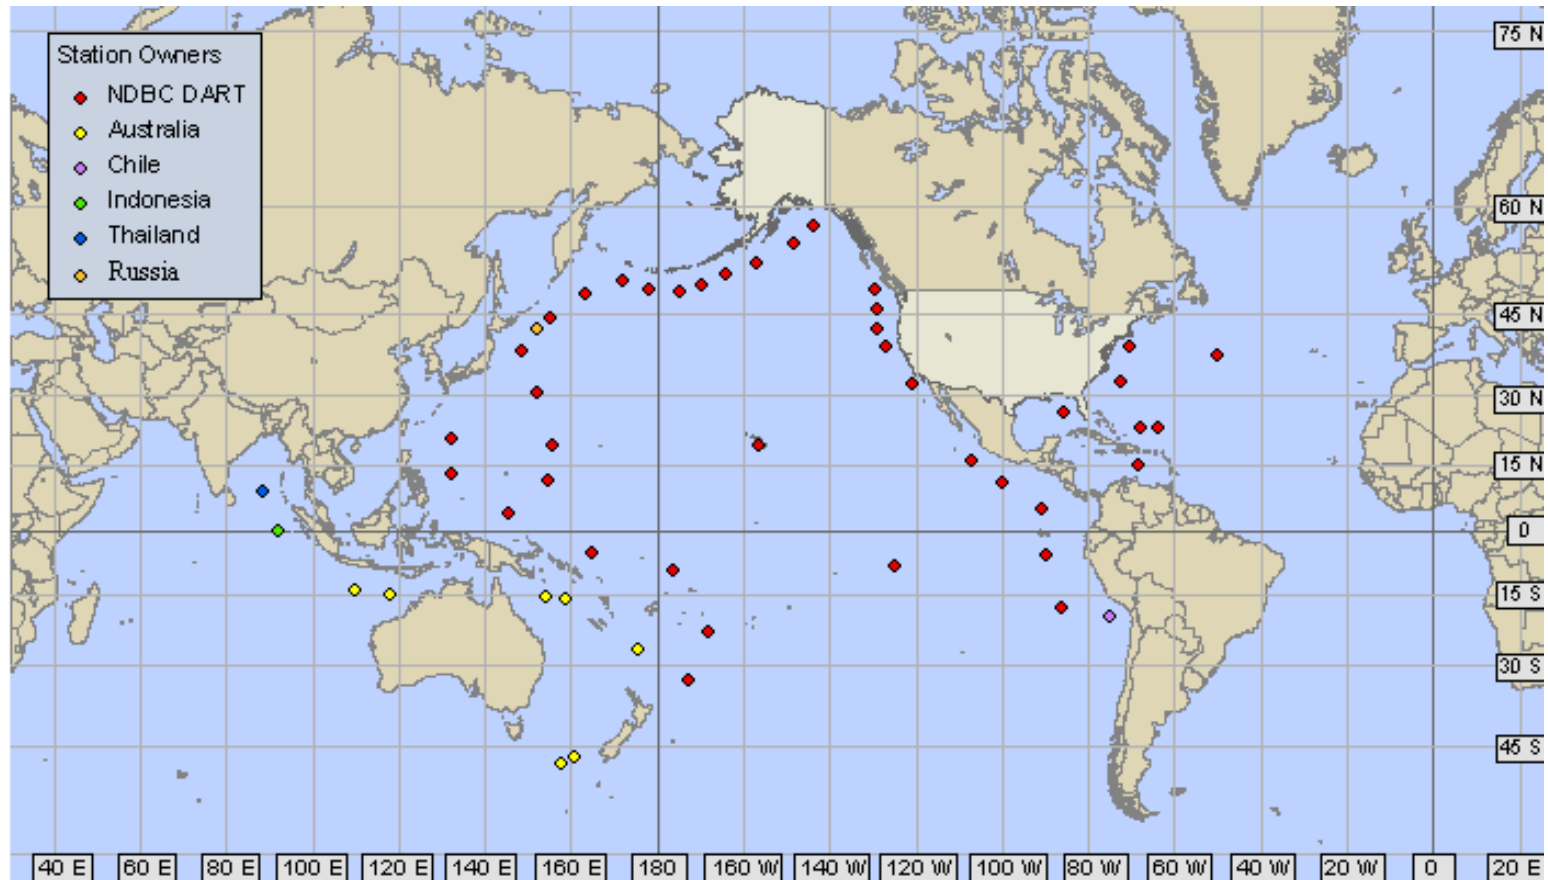 Station Owners
NDBC DART
Australia
Chile
Indonesia
Thailand
Russia
75 N
60 N
45 N
30 N
15 N
0
15 S
30 S
45 S
40 E 60 E 80 E 100 E 120 E 140 E 160 E 180 160 W 140 W 120 W 100 W 80 W 60 W 40 W 20 W 0 20 E